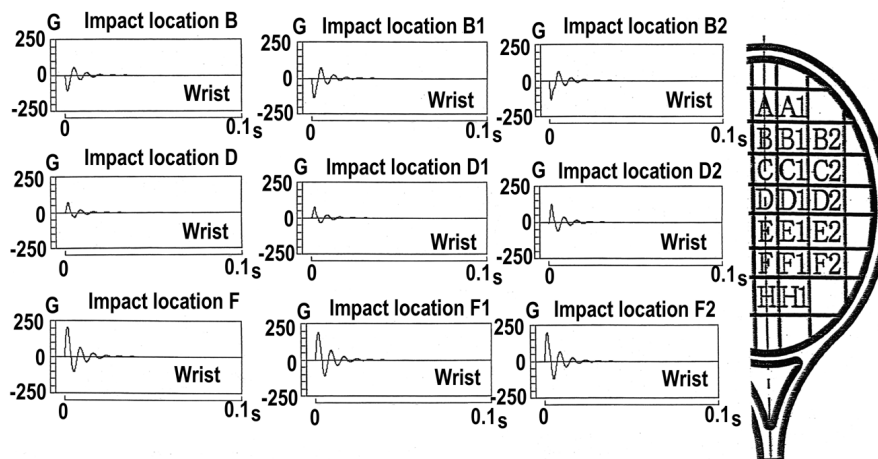 G Impact location B
250
0
-250
Wrist
0
0.1s
G Impact location B1
250
0
-250
Wrist
0
0.1s
G Impact location B2
250
0
-250
Wrist
0
0.1s
G Impact location D
250
0
-250
Wrist
0
0.1s
G Impact location D1
250
0
-250
Wrist
0
0.1s
G Impact location D2
250
0
-250
Wrist
0
0.1s
G Impact location F
250
0
-250
Wrist
0
0.1s
G Impact location F1
250
0
-250
Wrist
0
0.1s
G Impact location F2
250
0
-250
Wrist
0
0.1s
A A1
B B1 B2
C C1 C2
D D1 D2
E E1 E2
F F1 F2
H H1